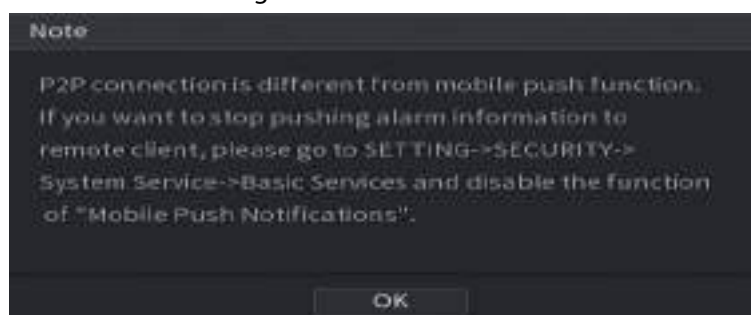 Note
P2P connection is different from mobile push function.
If you want to stop pushing alarm information to
remote client, please go to SETTING->SECURITY->
System Service->Basic Services and disable the function
of "Mobile Push Notifications".
OK